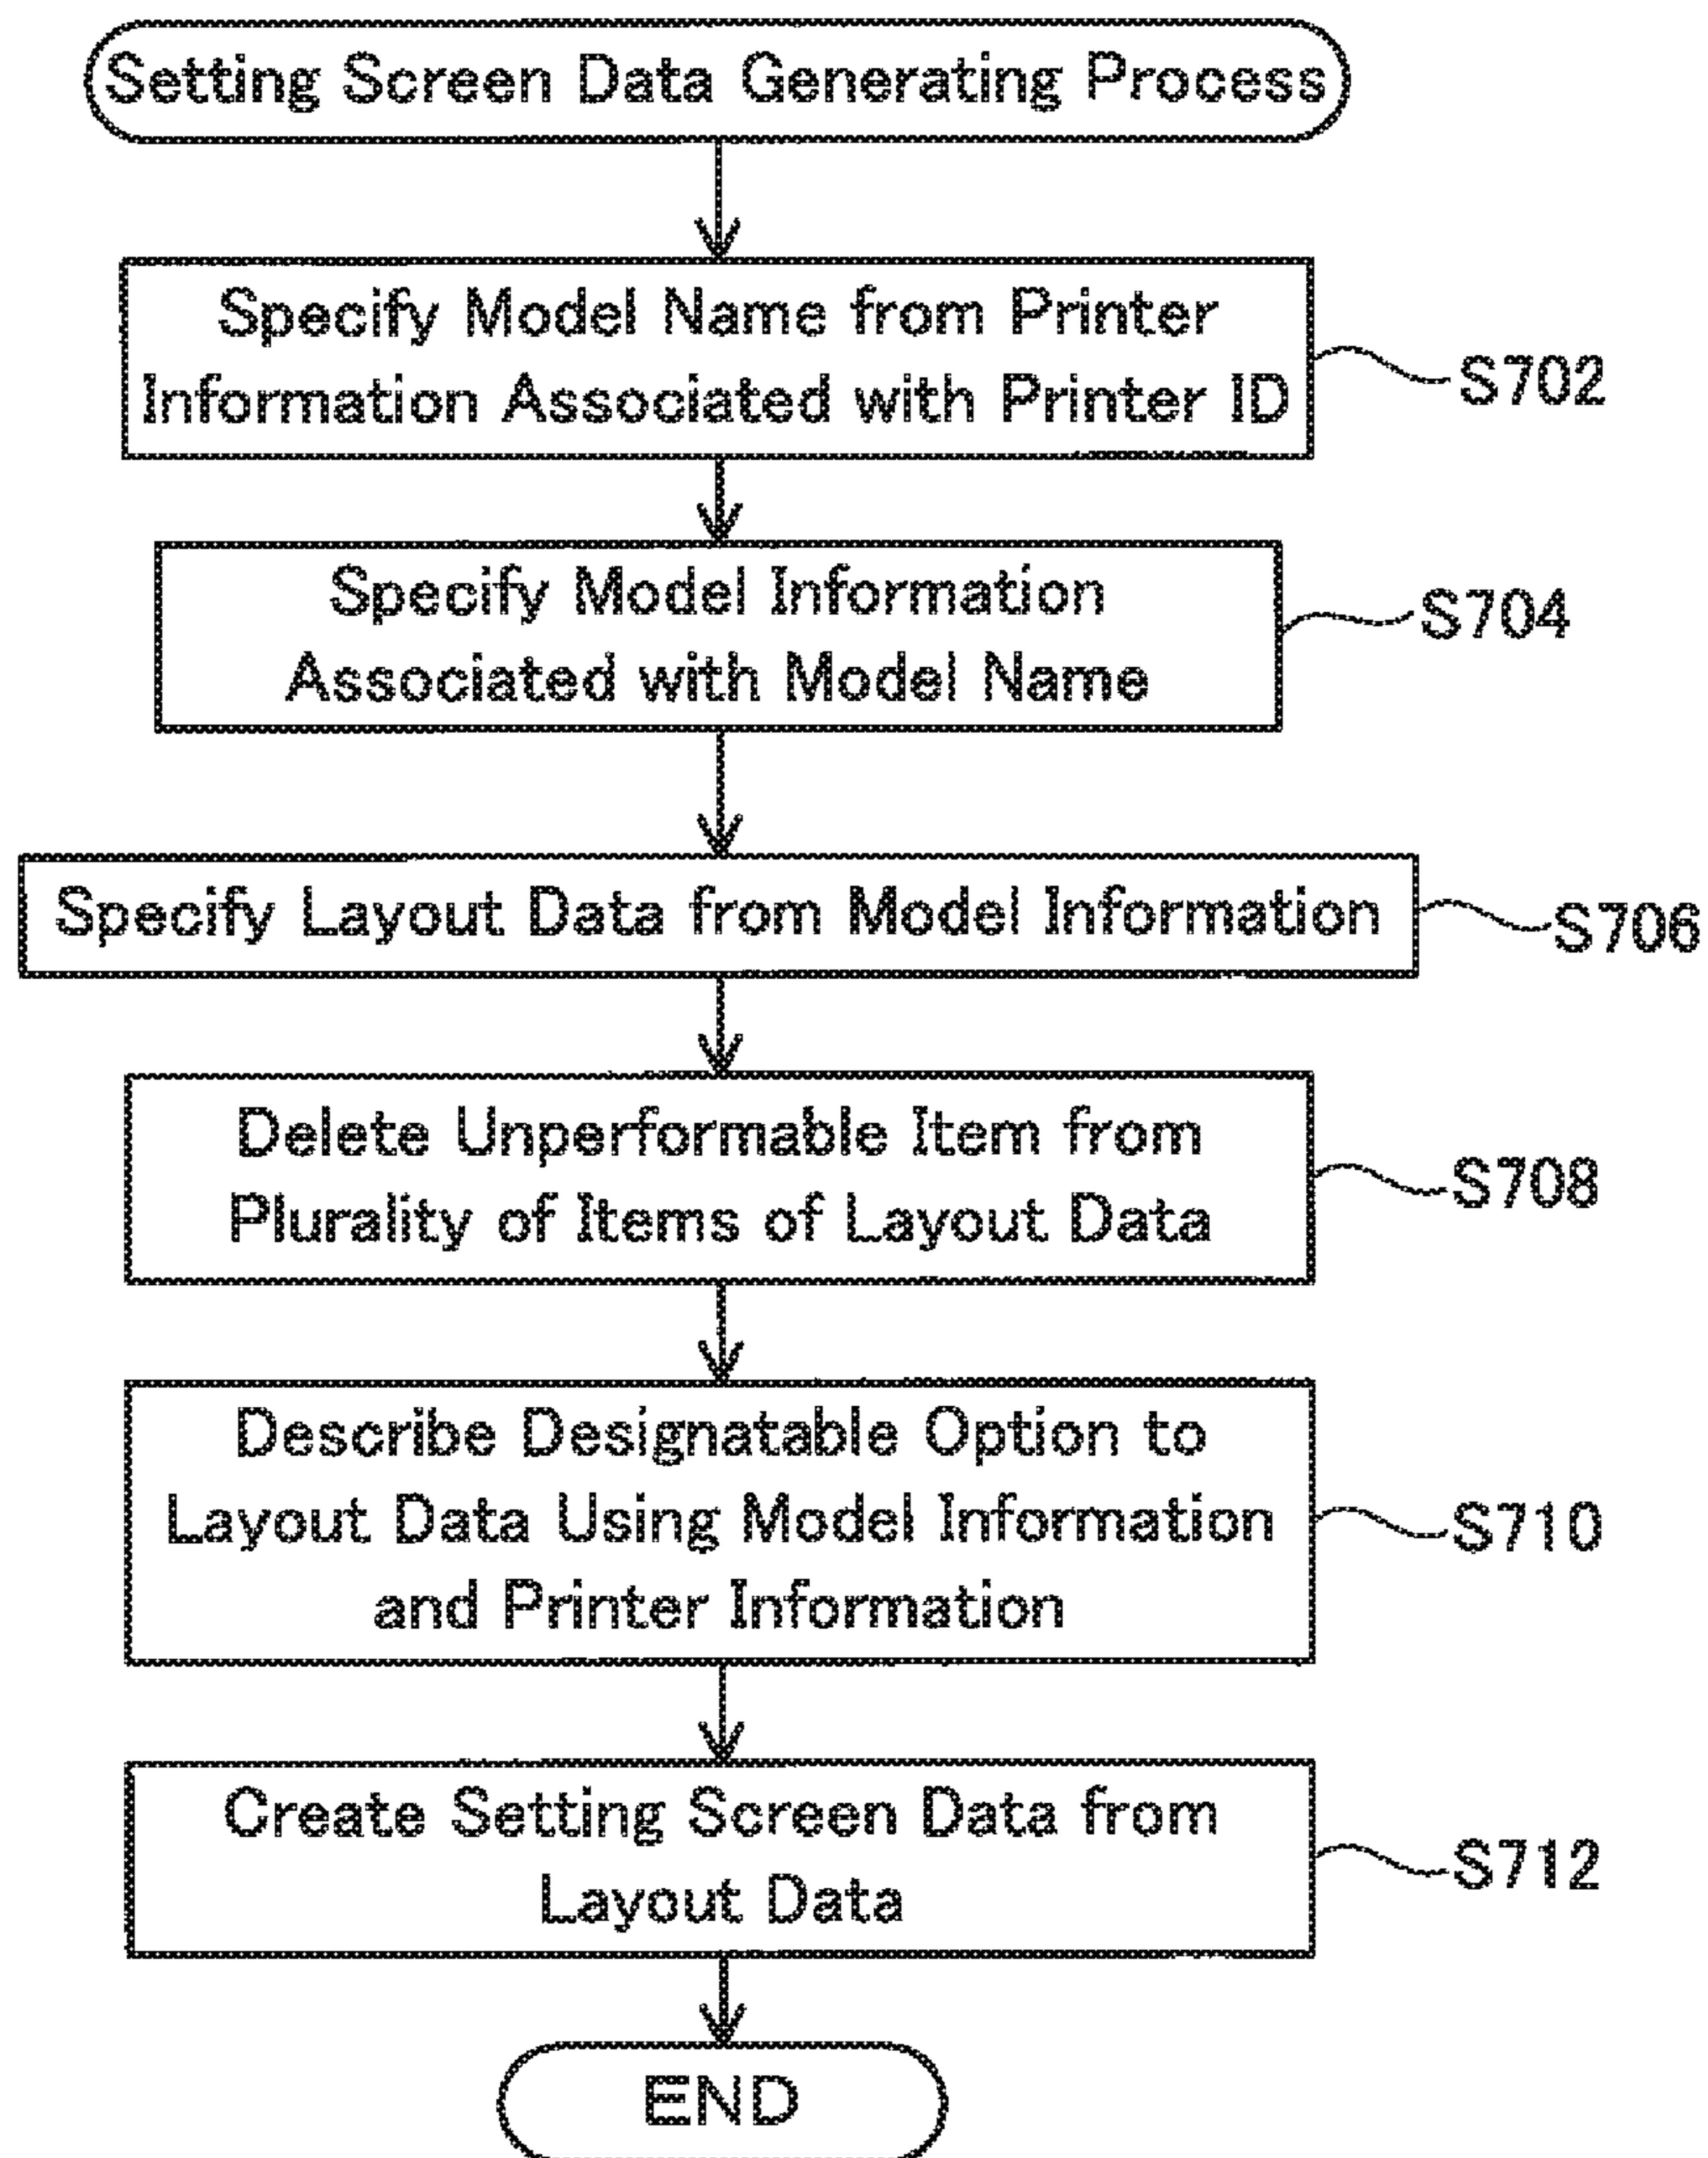 Setting Screen Data Generating Process
Specify Model Name from Printer
Information Associated with Printer ID
S702
Specify Model Information
Associated with Model Name
S704
Specify Layout Data from Model Information
S706
Delete Unperformable Item from
Plurality of Items of Layout Data
S708
Describe Designatable Option to
Layout Data Using Model Information
and Printer Information
S710
Create Setting Screen Data from
Layout Data
S712
END